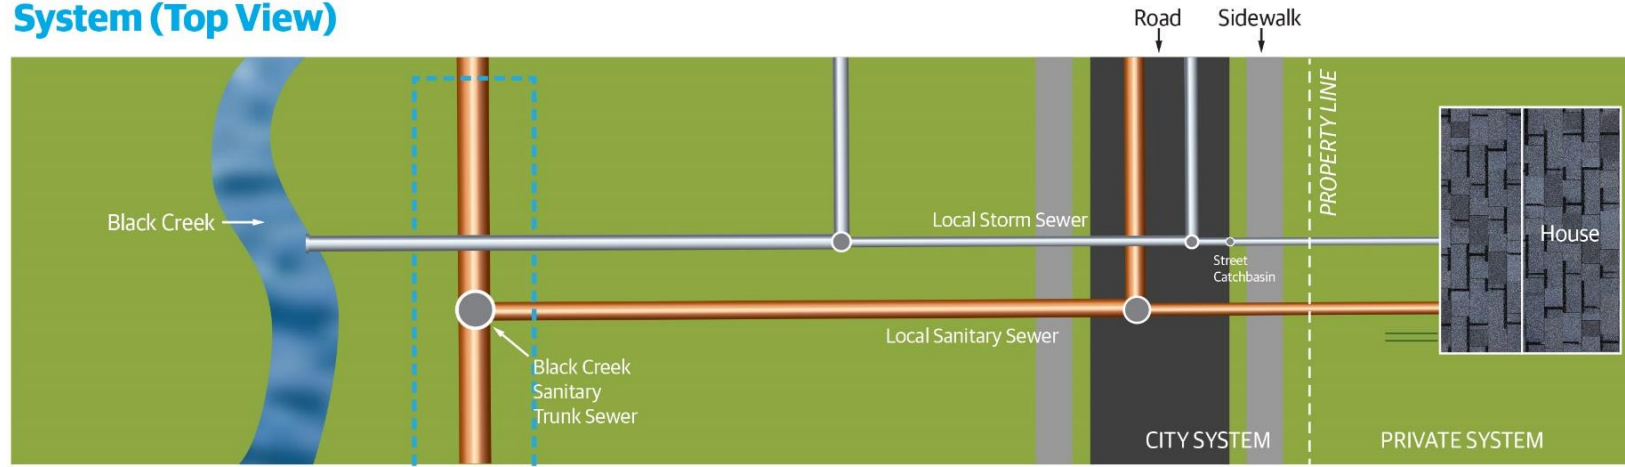 System (Top View)
Road
Sidewalk
PROPERTY LINE
Black Creek
Local Storm Sewer
Street
Catchbasin
House
Local Sanitary Sewer
Black Creek
Sanitary
Trunk Sewer
CITY SYSTEM
PRIVATE SYSTEM